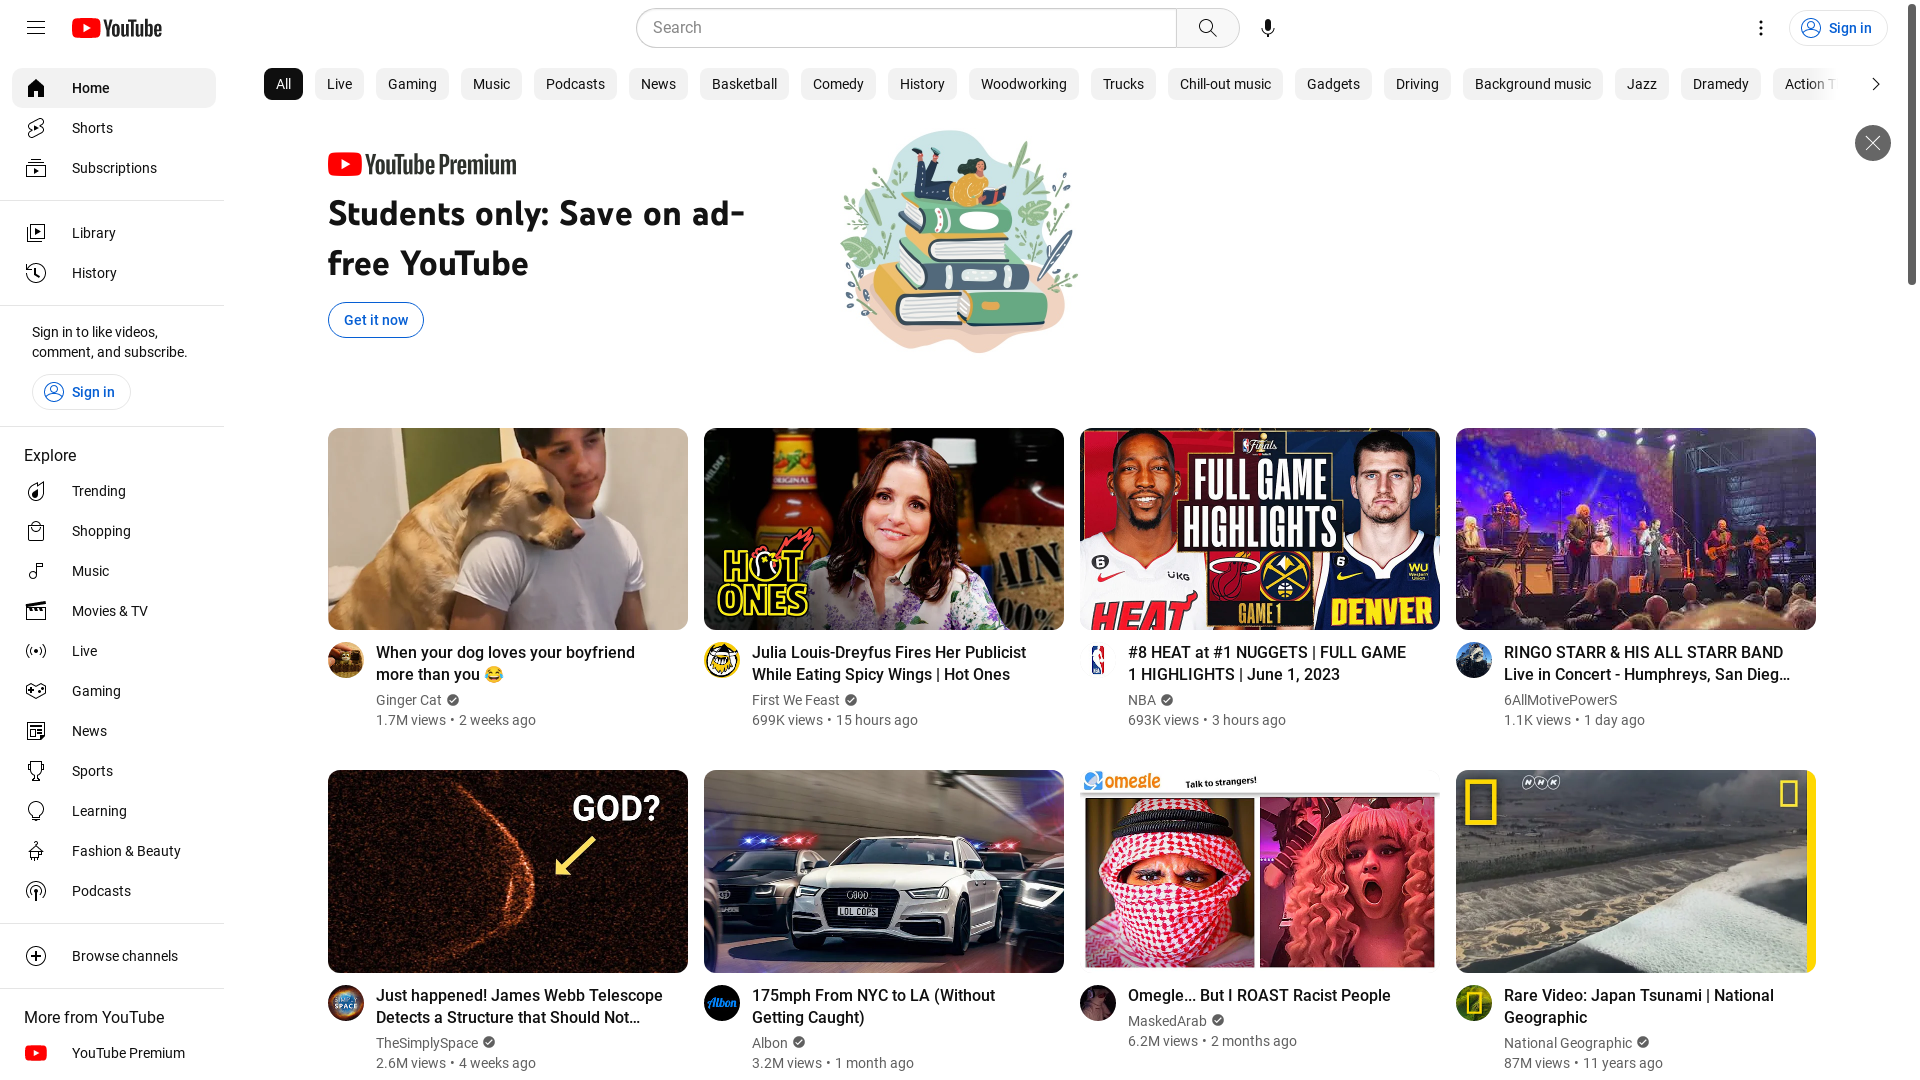 YouTube
Search
Sign in
Home
Shorts
Subscriptions
Library
History
Sign in to like videos,
comment, and subscribe.
Sign in
Explore
Trending
Shopping
Music
Movies & TV
Live
Gaming
News
Sports
Learning
Fashion & Beauty
Podcasts
Browse channels
More from YouTube
YouTube Premium
All
Live
Gaming
Music
Podcasts
News
Basketball
Comedy
History
Woodworking
Trucks
Chill-out music
Gadgets
Driving
Background music
Jazz
Dramedy
Action T
YouTube Premium
Students only: Save on ad-
free YouTube
Get it now
When your dog loves your boyfriend
more than you 😂
Ginger Cat
1.7M views • 2 weeks ago
ORIGINAL
HOT
ONES
Julia Louis-Dreyfus Fires Her Publicist
While Eating Spicy Wings | Hot Ones
First We Feast
699K views • 15 hours ago
Finals
FULL GAME
HIGHLIGHTS
6
UKG
HEAT
GAME 1
6
WU
Western
Union
DENVER
#8 HEAT at #1 NUGGETS | FULL GAME
1 HIGHLIGHTS | June 1, 2023
NBA
693K views • 3 hours ago
RINGO STARR & HIS ALL STARR BAND
Live in Concert - Humphreys, San Dieg...
6AllMotivePowerS
1.1K views • 1 day ago
GOD?
SIMPLY
SPACE
Just happened! James Webb Telescope
Detects a Structure that Should Not...
TheSimplySpace
2.6M views • 4 weeks ago
LOL COPS
Albon
175mph From NYC to LA (Without
Getting Caught)
Albon
3.2M views • 1 month ago
omegle
Talk to strangers!
Omegle... But I ROAST Racist People
MaskedArab
6.2M views • 2 months ago
NHK
Rare Video: Japan Tsunami | National
Geographic
National Geographic
87M views • 11 years ago